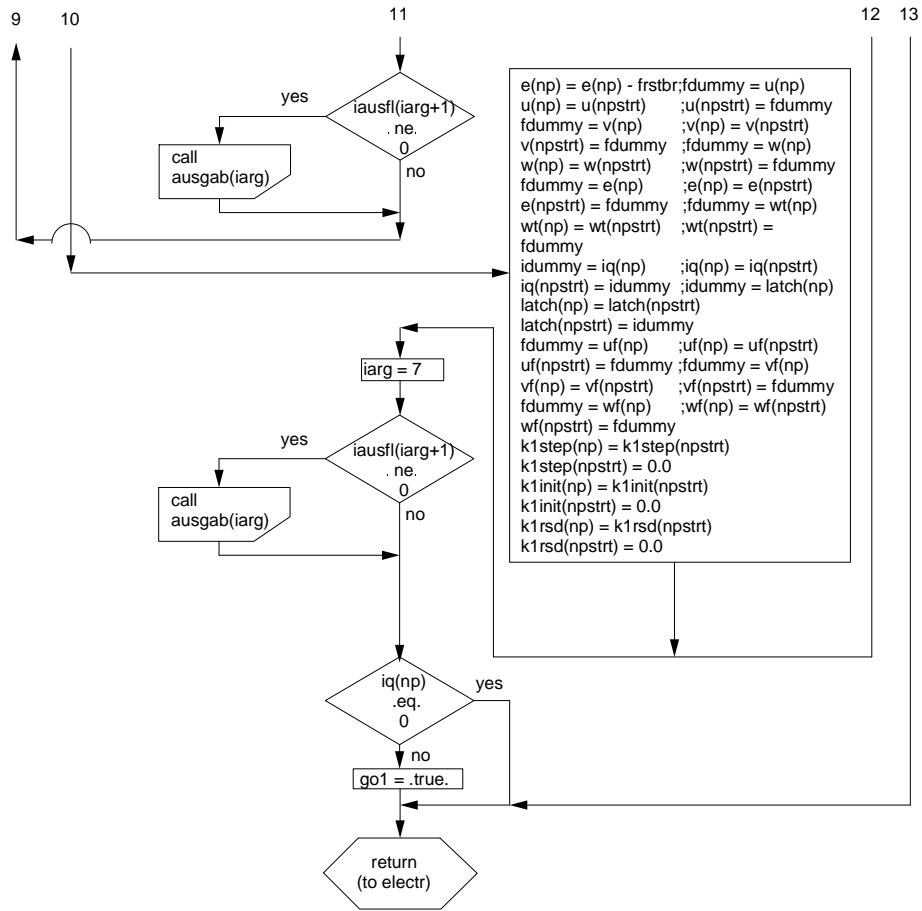 9 10 11 12 13
iausfl(iarg+1)
. ne.
0
yes
no
call
ausgab(iarg)
e(np) = e(np) - frstbr;fdummy = u(np)
u(np) = u(npstrt) ;u(npstrt) = fdummy
fdummy = v(np) ;v(np) = v(npstrt)
v(npstrt) = fdummy ;fdummy = w(np)
w(np) = w(npstrt) ;w(npstrt) = fdummy
fdummy = e(np) ;e(np) = e(npstrt)
e(npstrt) = fdummy ;fdummy = wt(np)
wt(np) = wt(npstrt) ;wt(npstrt) =
fdummy
idummy = iq(np) ;iq(np) = iq(npstrt)
iq(npstrt) = idummy ;idummy = latch(np)
latch(np) = latch(npstrt)
latch(npstrt) = idummy
fdummy = uf(np) ;uf(np) = uf(npstrt)
uf(npstrt) = fdummy ;fdummy = vf(np)
vf(np) = vf(npstrt) ;vf(npstrt) = fdummy
fdummy = wf(np) ;wf(np) = wf(npstrt)
wf(npstrt) = fdummy
k1step(np) = k1step(npstrt)
k1step(npstrt) = 0.0
k1init(np) = k1init(npstrt)
k1init(npstrt) = 0.0
k1rsd(np) = k1rsd(npstrt)
k1rsd(npstrt) = 0.0
iarg = 7
iausfl(iarg+1)
. ne.
0
yes
no
call
ausgab(iarg)
iq(np)
.eq.
0
yes
no
go1 = .true.
return
(to electr)